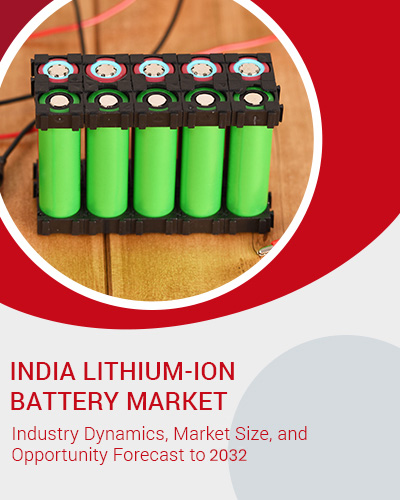 INDIA LITHIUM-ION
BATTERY MARKET
Industry Dynamics, Market Size, and
Opportunity Forecast to 2032